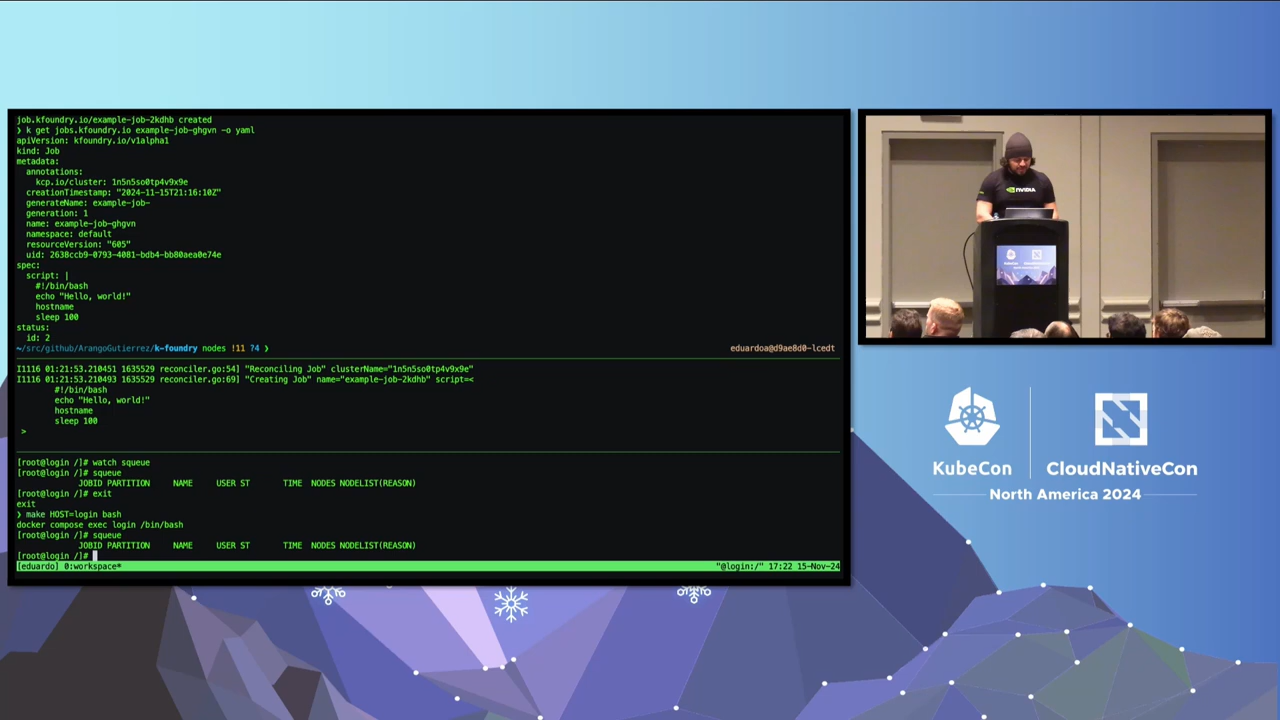 job.kfoundry.io/example-job-2kdhb created
❯ k get jobs.kfoundry.io example-job-ghgvn -o yaml
apiVersion: kfoundry.io/v1alpha1
kind: Job
metadata:
  annotations:
    kcp.io/cluster: 1n5n5so0tp4v9x9e
  creationTimestamp: "2024-11-15T21:16:10Z"
  generateName: example-job-
  generation: 1
  name: example-job-ghgvn
  namespace: default
  resourceVersion: "605"
  uid: 2638ccb9-0793-4081-bdb4-bb80aea0e74e
spec:
  script: |
    #!/bin/bash
    echo "Hello, world!"
    hostname
    sleep 100
status:
  id: 2
~/src/github/ArangoGutierrez/k-foundry nodes !11 74 ❯ eduardoa@d9ae8d0-lcedt
I1116 01:21:53.210451 1635529 reconciler.go:54] "Reconciling Job" clusterName="1n5n5so0tp4v9x9e"
I1116 01:21:53.210493 1635529 reconciler.go:69] "Creating Job" name="example-job-2kdhb" script=<
        #!/bin/bash
        echo "Hello, world!"
        hostname
        sleep 100
 >
[root@login /]# watch squeue
[root@login /]# squeue
JOBID PARTITION NAME USER ST TIME NODES NODELIST(REASON)
[root@login /]# exit
exit
❯ make HOST=login bash
docker compose exec login /bin/bash
[root@login /]# squeue
JOBID PARTITION NAME USER ST TIME NODES NODELIST(REASON)
[root@login /]#
[eduardo] 0:workspace* "@login:/" 17:22 15-Nov-24
NVIDIA
KubeCon CloudNativeCon
North America 2024